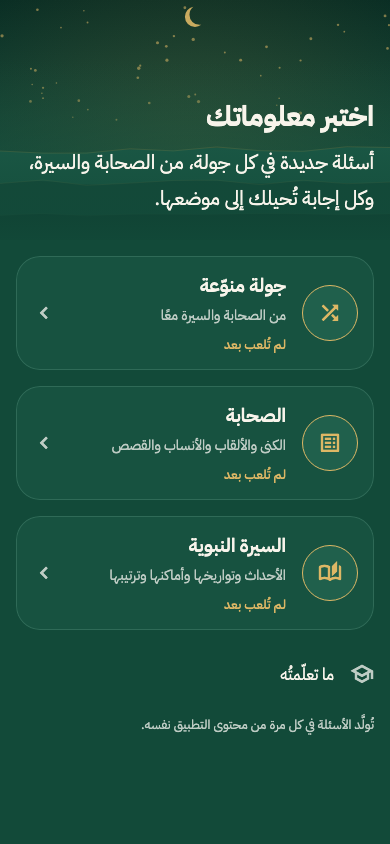 اختبر معلوماتك
أسئلة جديدة في كل جولة، من الصحابة والسيرة،
وكل إجابة تُحيلك إلى موضعها.
جولة منوّعة
من الصحابة والسيرة معًا
لم تُلعب بعد
الصحابة
الكنى والألقاب والأنساب والقصص
لم تُلعب بعد
السيرة النبوية
الأحداث وتواريخها وأماكنها وترتيبها
لم تُلعب بعد
ما تعلّمتُه
تُولَّد الأسئلة في كل مرة من محتوى التطبيق نفسه.